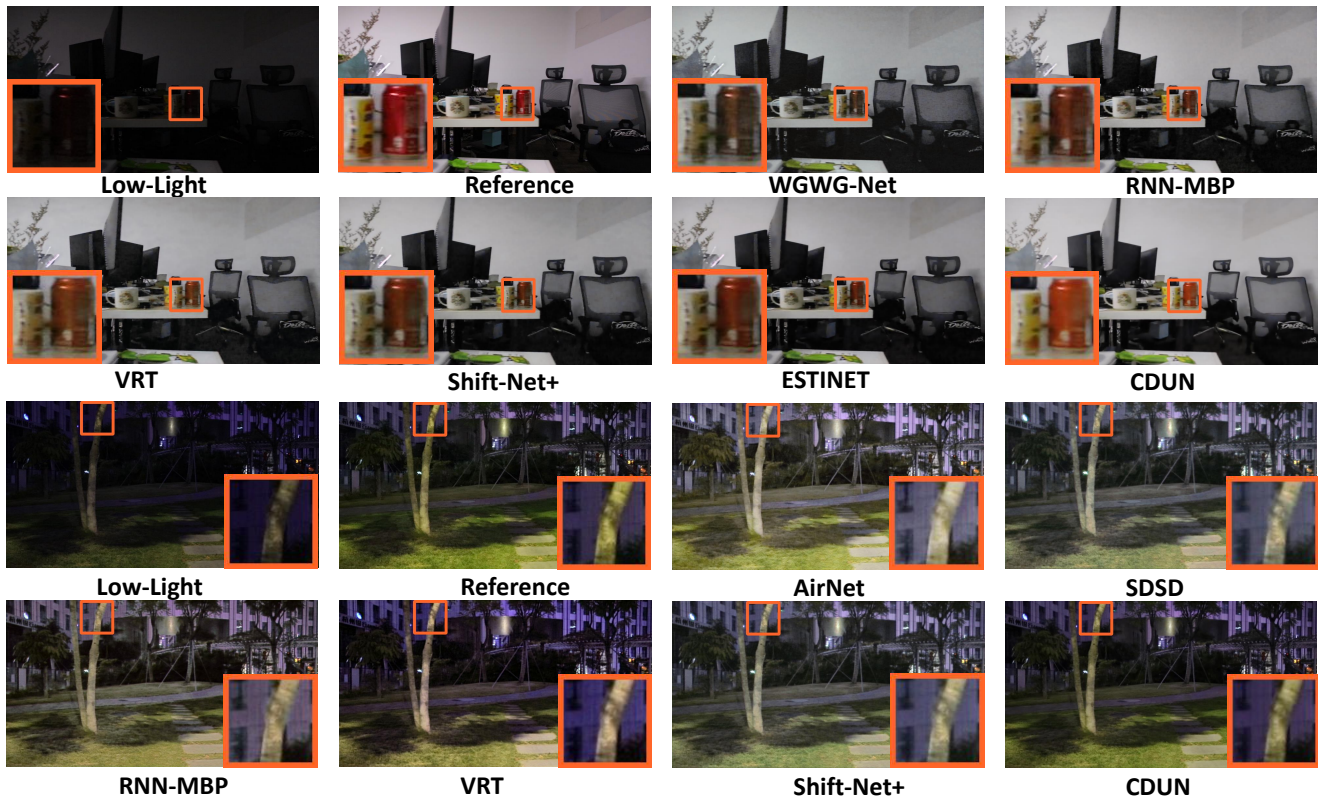 Low-Light Reference WGWG-Net RNN-MBP
VRT Shift-Net+ ESTINET CDUN
Low-Light Reference AirNet SDSD
RNN-MBP VRT Shift-Net+ CDUN